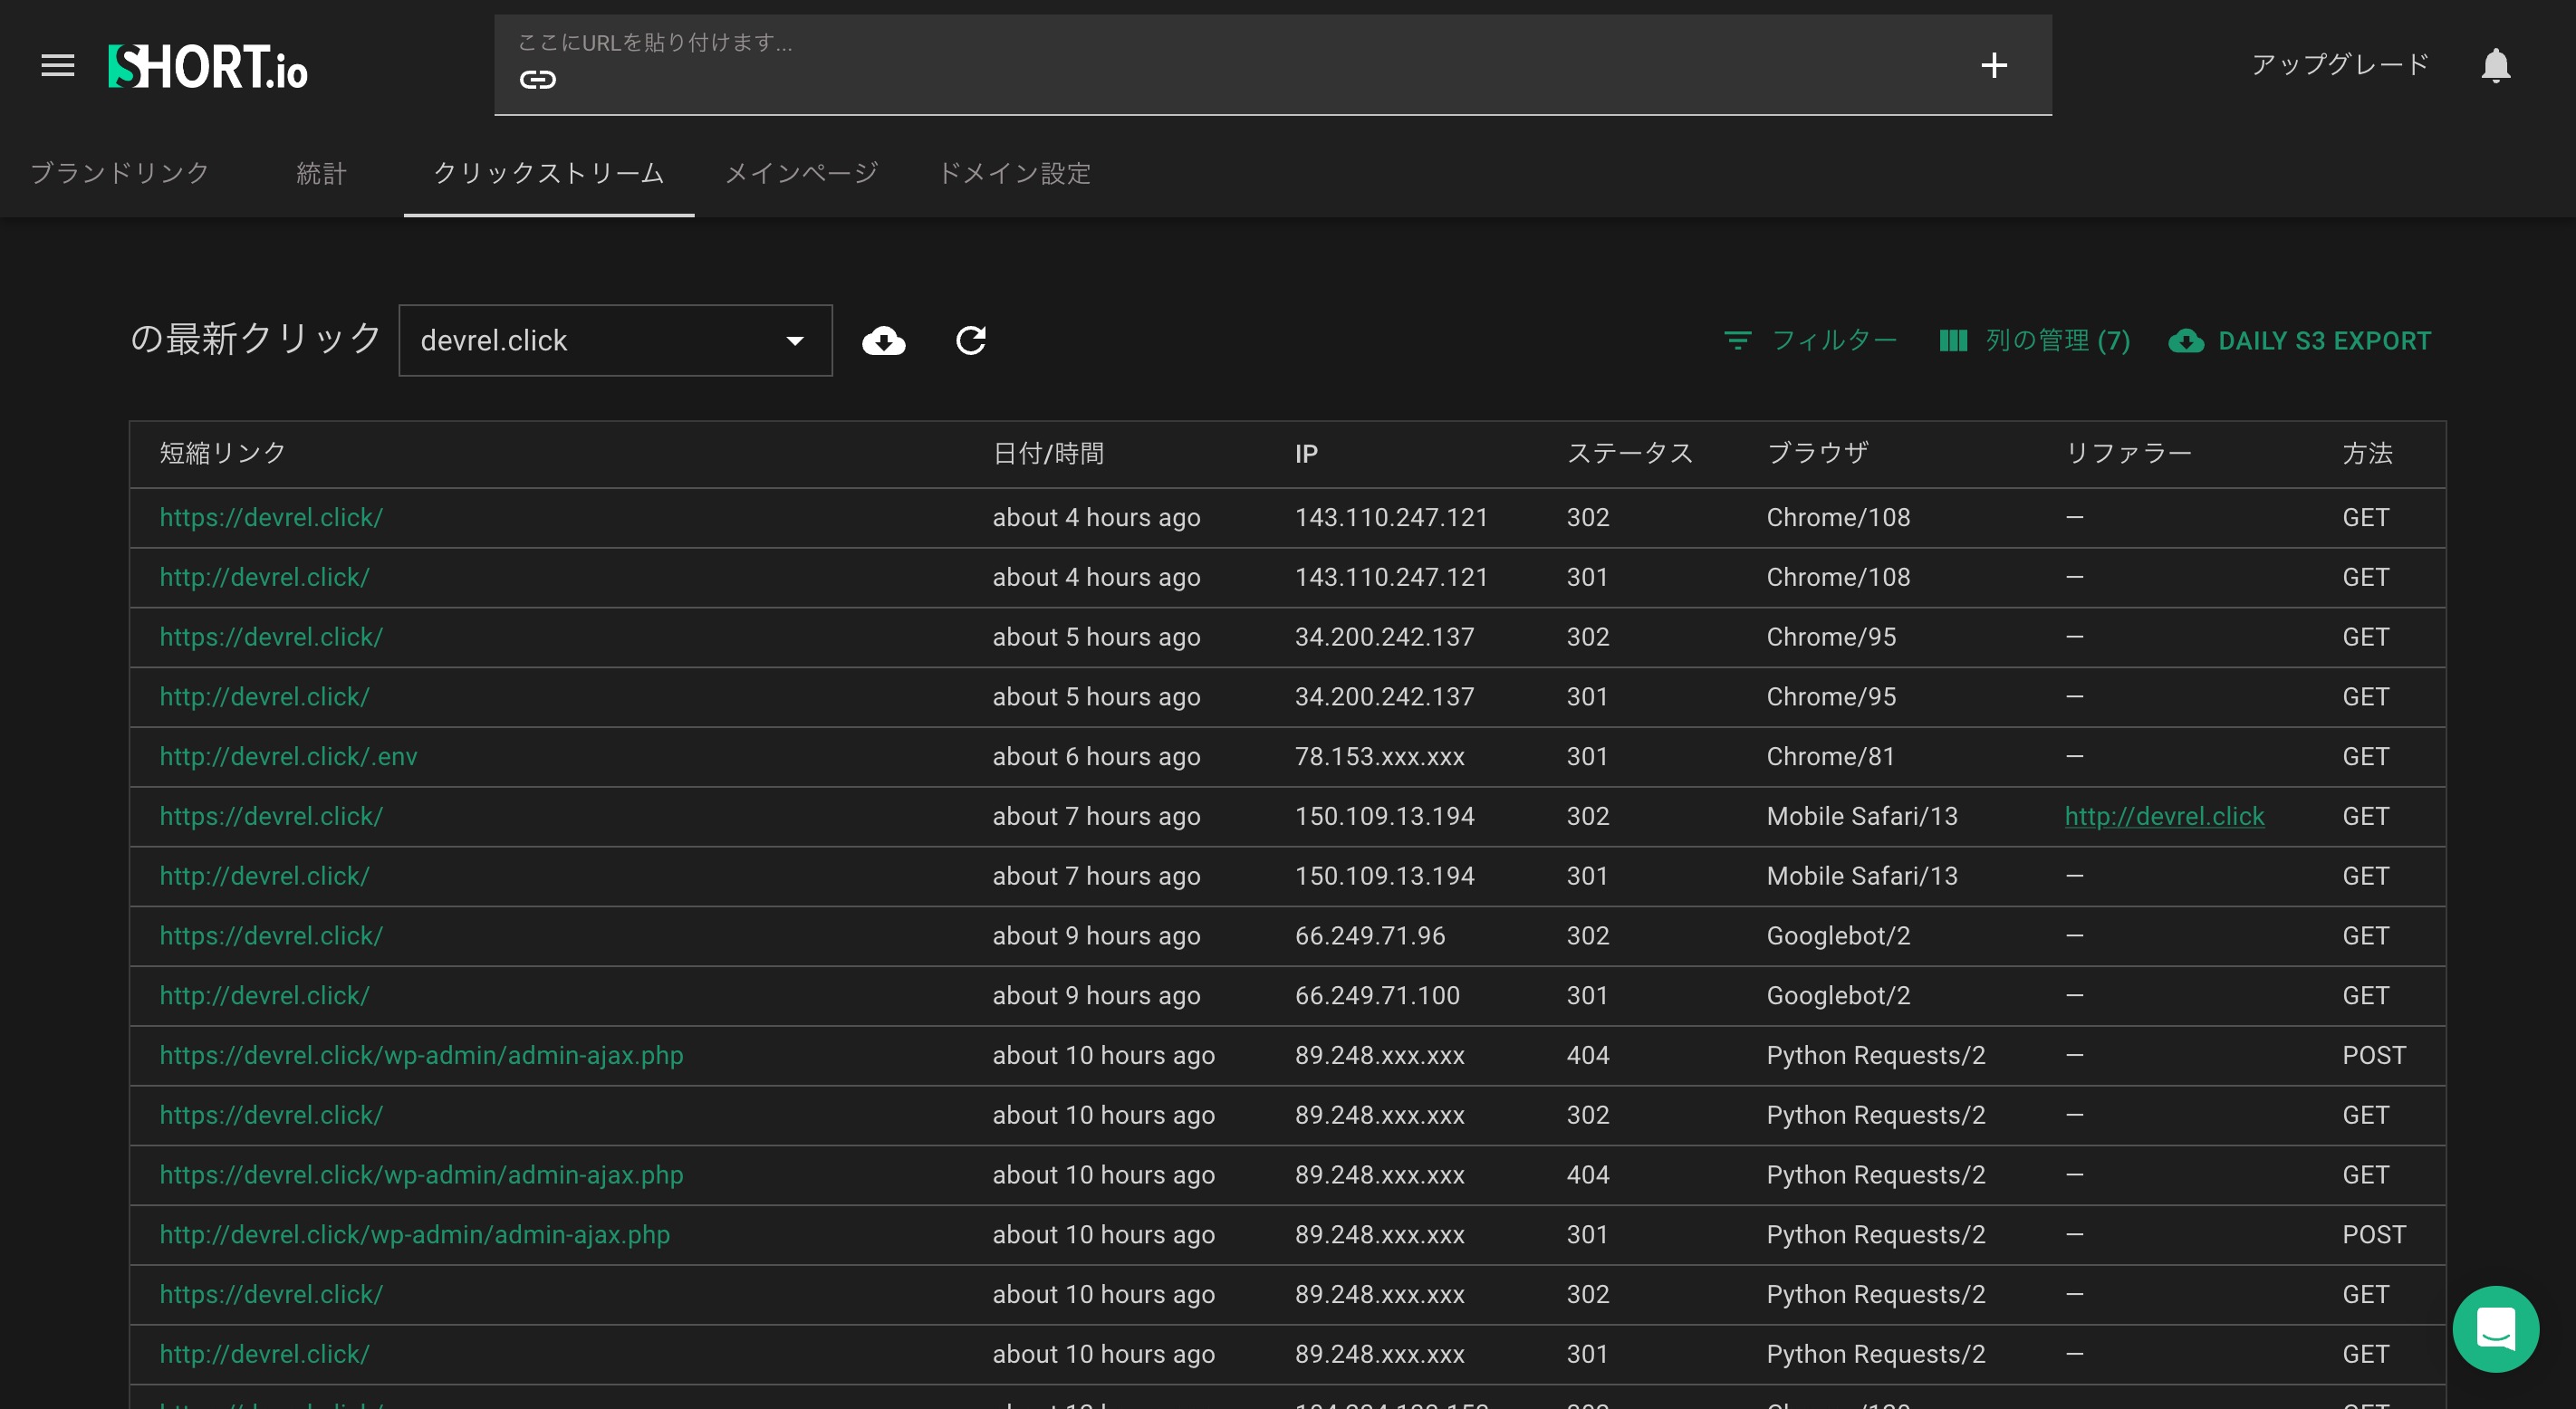 SHORT.io
ここにURLを貼り付けます...
アップグレード
ブランドリンク 統計 クリックストリーム メインページ ドメイン設定
の最新クリック devrel.click フィルター 列の管理 (7) DAILY S3 EXPORT
短縮リンク 日付/時間 IP ステータス ブラウザ リファラー 方法
https://devrel.click/ about 4 hours ago 143.110.247.121 302 Chrome/108 — GET
http://devrel.click/ about 4 hours ago 143.110.247.121 301 Chrome/108 — GET
https://devrel.click/ about 5 hours ago 34.200.242.137 302 Chrome/95 — GET
http://devrel.click/ about 5 hours ago 34.200.242.137 301 Chrome/95 — GET
http://devrel.click/.env about 6 hours ago 78.153.xxx.xxx 301 Chrome/81 — GET
https://devrel.click/ about 7 hours ago 150.109.13.194 302 Mobile Safari/13 http://devrel.click GET
http://devrel.click/ about 7 hours ago 150.109.13.194 301 Mobile Safari/13 — GET
https://devrel.click/ about 9 hours ago 66.249.71.96 302 Googlebot/2 — GET
http://devrel.click/ about 9 hours ago 66.249.71.100 301 Googlebot/2 — GET
https://devrel.click/wp-admin/admin-ajax.php about 10 hours ago 89.248.xxx.xxx 404 Python Requests/2 — POST
https://devrel.click/ about 10 hours ago 89.248.xxx.xxx 302 Python Requests/2 — GET
https://devrel.click/wp-admin/admin-ajax.php about 10 hours ago 89.248.xxx.xxx 404 Python Requests/2 — GET
http://devrel.click/wp-admin/admin-ajax.php about 10 hours ago 89.248.xxx.xxx 301 Python Requests/2 — POST
https://devrel.click/ about 10 hours ago 89.248.xxx.xxx 302 Python Requests/2 — GET
http://devrel.click/ about 10 hours ago 89.248.xxx.xxx 301 Python Requests/2 — GET